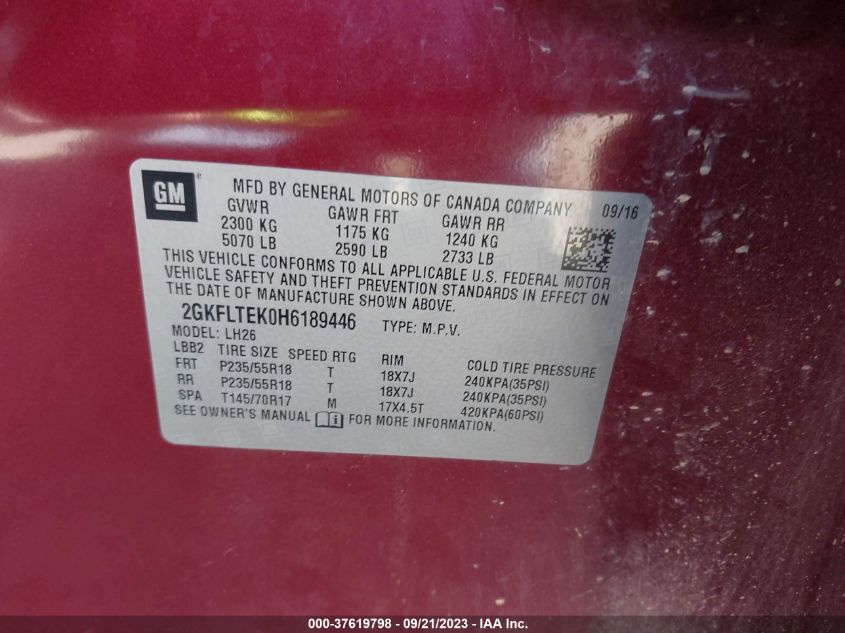 GM ®
MFD BY GENERAL MOTORS OF CANADA COMPANY 09/16
GVWR GAWR FRT GAWR RR
2300 KG 1175 KG 1240 KG
5070 LB 2590 LB 2733 LB
THIS VEHICLE CONFORMS TO ALL APPLICABLE U.S. FEDERAL MOTOR
VEHICLE SAFETY AND THEFT PREVENTION STANDARDS IN EFFECT ON
THE DATE OF MANUFACTURE SHOWN ABOVE.
2GKFLTEK0H6189446 TYPE: M.P.V.
MODEL: LH26
LBB2 TIRE SIZE SPEED RTG RIM COLD TIRE PRESSURE
FRT P235/55R18 T 18X7J 240KPA(35PSI)
RR P235/55R18 T 18X7J 240KPA(35PSI)
SPA T145/70R17 M 17X4.5T 420KPA(60PSI)
SEE OWNER'S MANUAL i FOR MORE INFORMATION.
000-37619798 - 09/21/2023 - IAA Inc.